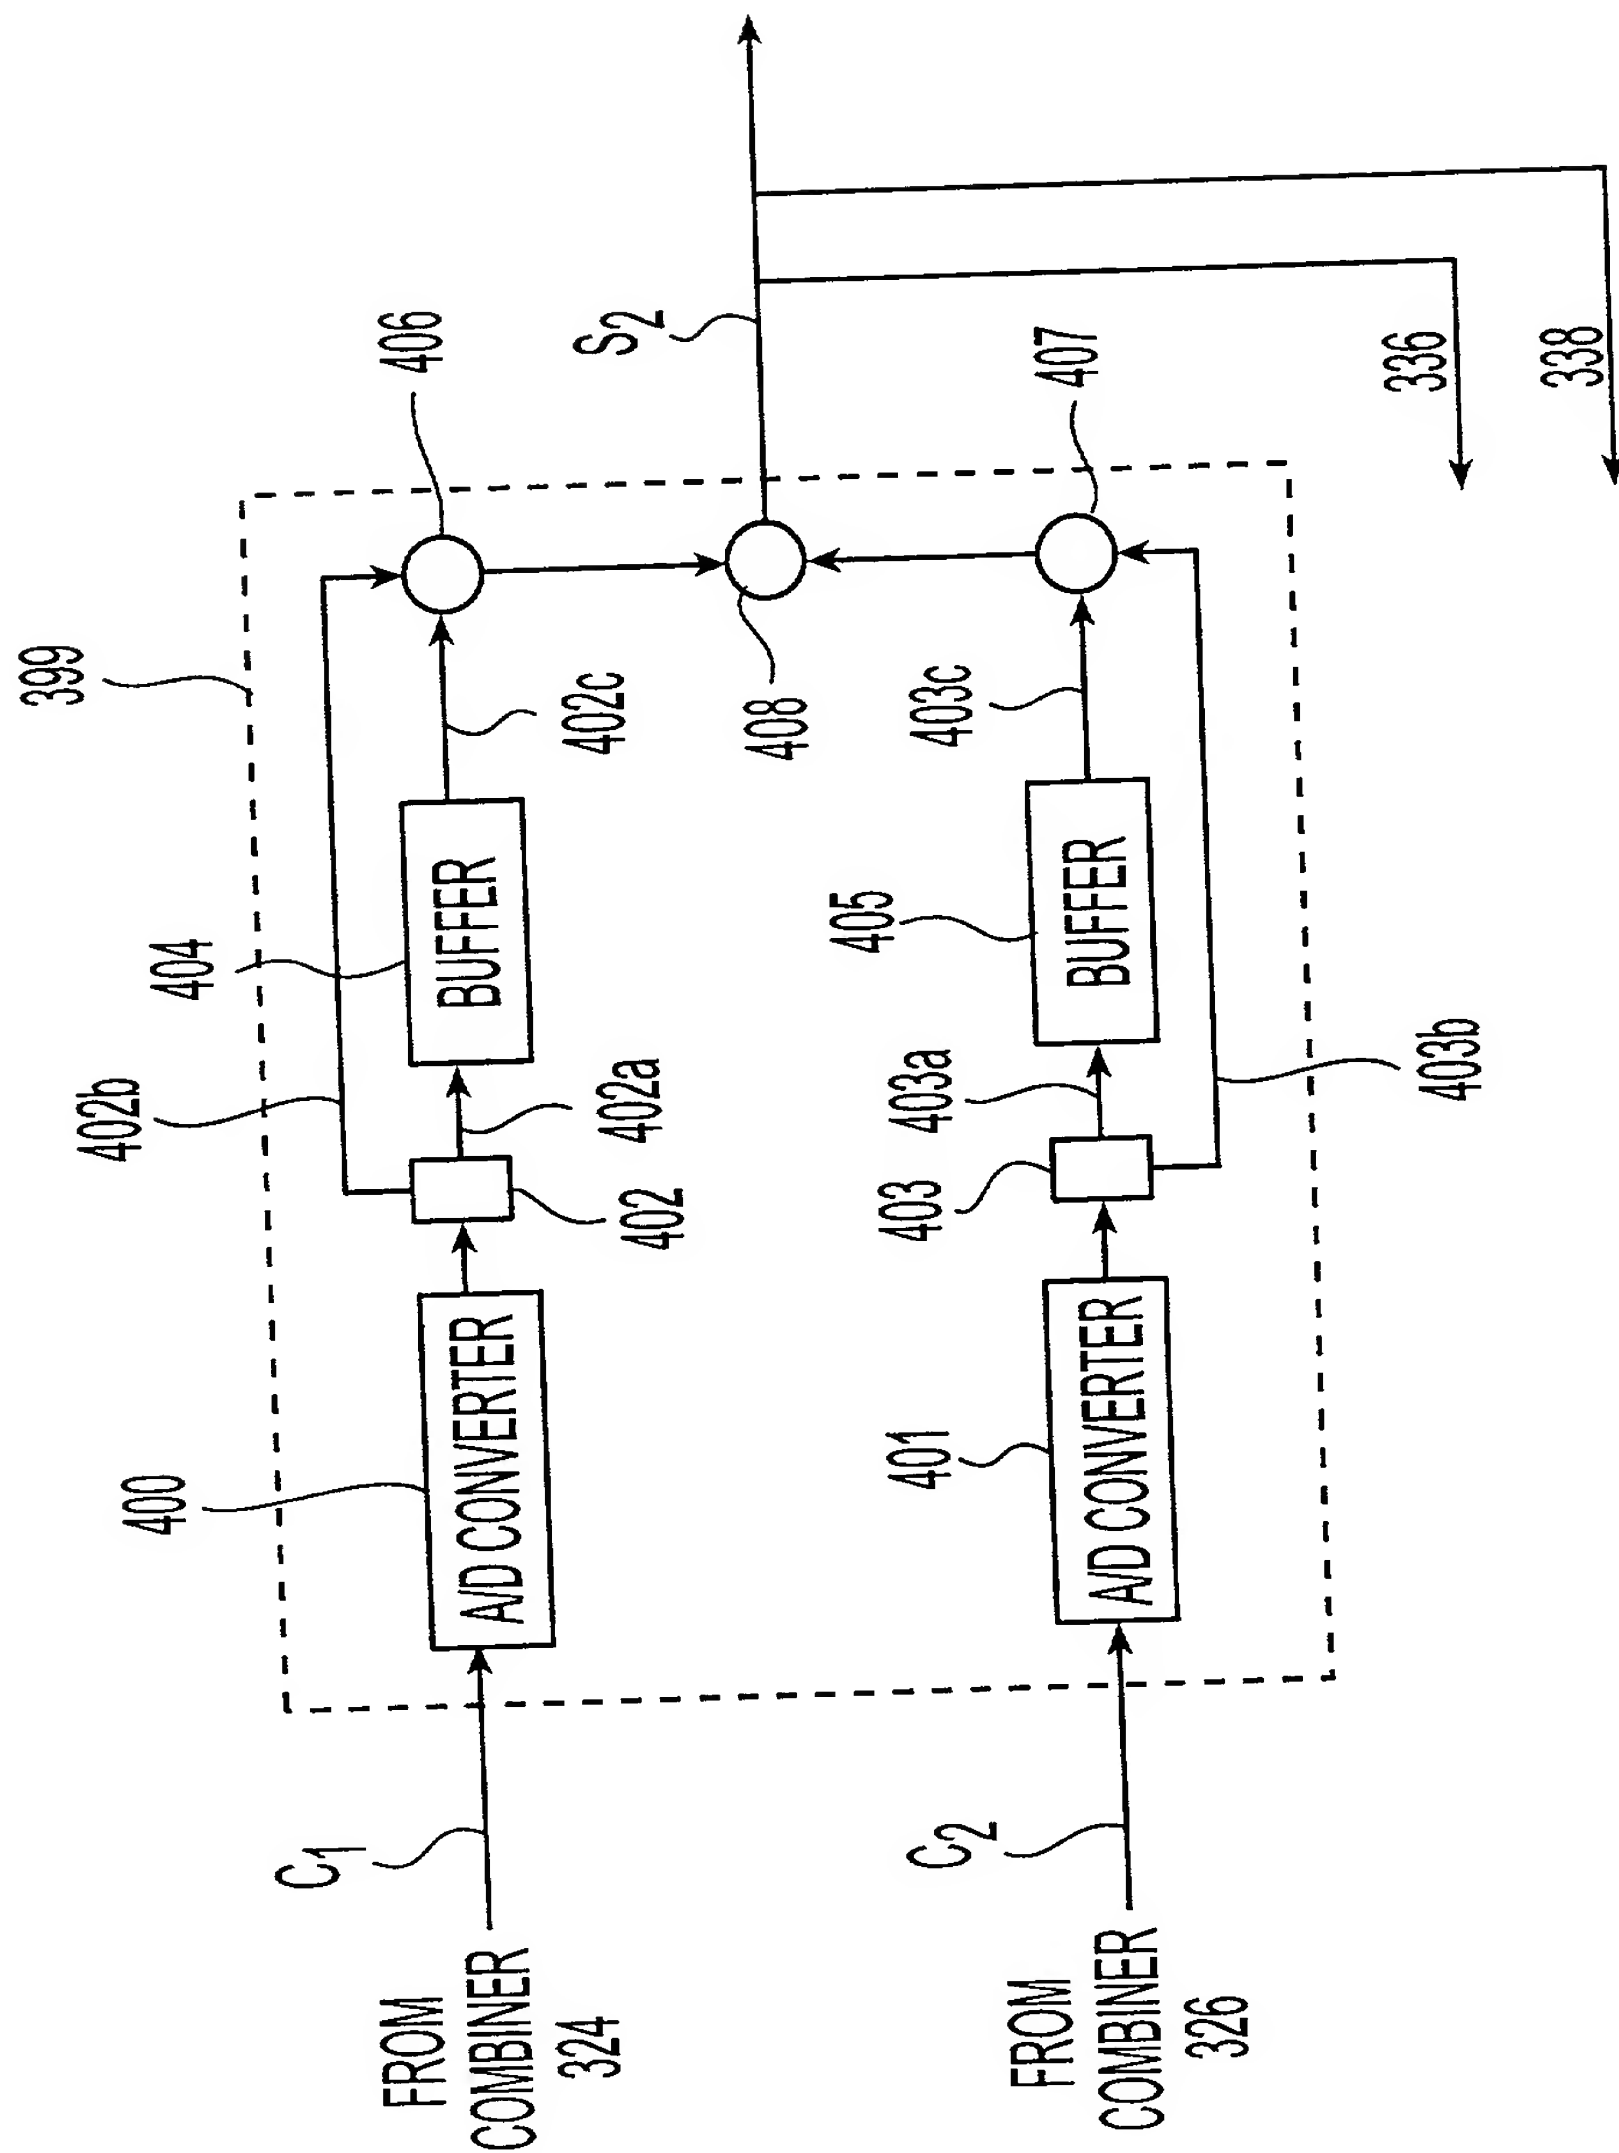 FROM
COMBINER
324
C1
400
A/D CONVERTER
402
402a
402b
404
BUFFER
402c
399
406
408
S2
FROM
COMBINER
326
C2
401
A/D CONVERTER
403
403a
403b
405
BUFFER
403c
407
336
338